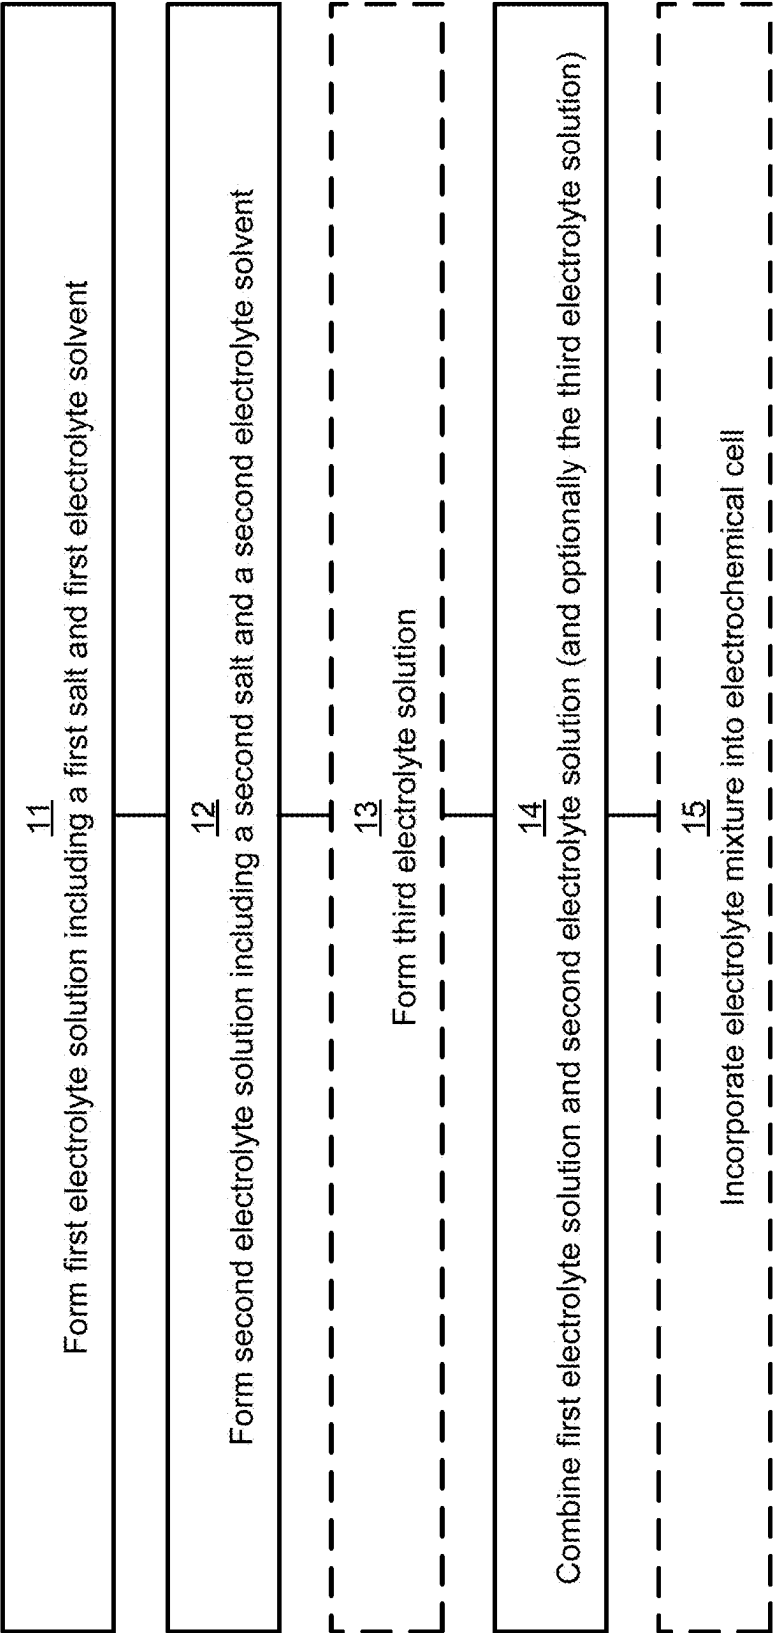 11
Form first electrolyte solution including a first salt and first electrolyte solvent
12
Form second electrolyte solution including a second salt and a second electrolyte solvent
13
Form third electrolyte solution
14
Combine first electrolyte solution and second electrolyte solution (and optionally the third electrolyte solution)
15
Incorporate electrolyte mixture into electrochemical cell